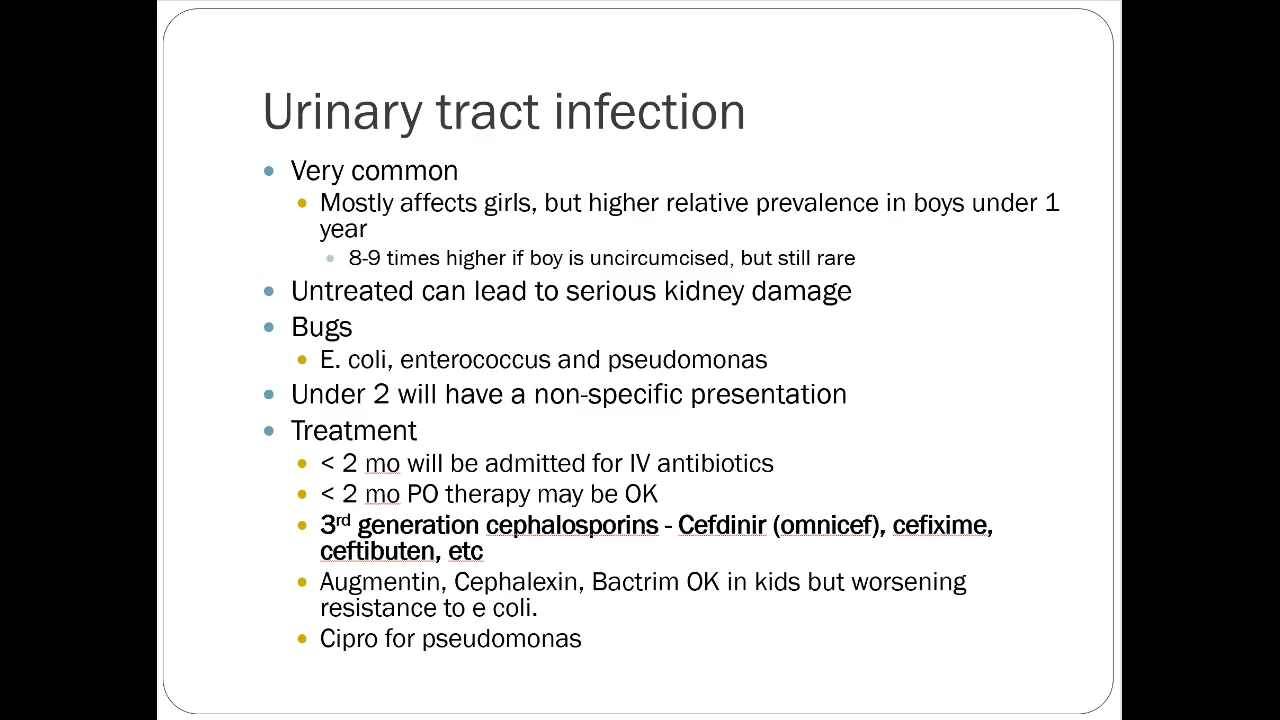 Urinary tract infection
Very common
Mostly affects girls, but higher relative prevalence in boys under 1
year
8-9 times higher if boy is uncircumcised, but still rare
Untreated can lead to serious kidney damage
Bugs
E. coli, enterococcus and pseudomonas
Under 2 will have a non-specific presentation
Treatment
< 2 mo will be admitted for IV antibiotics
< 2 mo PO therapy may be OK
3rd generation cephalosporins - Cefdinir (omnicef), cefixime,
ceftibuten, etc
Augmentin, Cephalexin, Bactrim OK in kids but worsening
resistance to e coli.
Cipro for pseudomonas